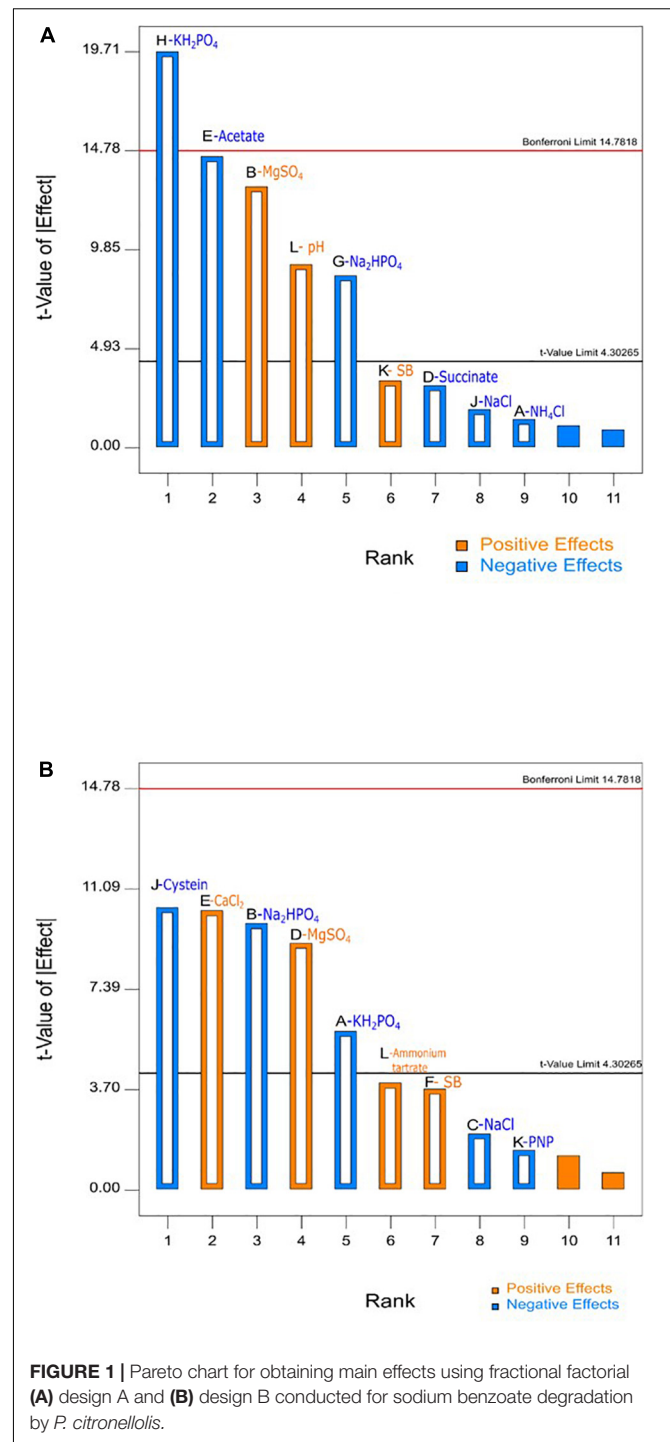 A
H-KH₂PO₄
19.71
E-Acetate
Bonferroni Limit 14.7818
14.78
B-MgSO₄
L- pH
G-Na₂HPO₄
9.85
t-Value of |Effect|
t-Value Limit 4.30265
4.93
K- SB
D-Succinate
J-NaCl
A-NH₄Cl
0.00
1 2 3 4 5 6 7 8 9 10 11
Rank
Positive Effects
Negative Effects
B
Bonferroni Limit 14.7818
14.78
11.09
J-Cystein
E-CaCl₂
B-Na₂HPO₄
D-MgSO₄
t-Value of |Effect|
7.39
A-KH₂PO₄
L-Ammonium
tartrate
t-Value Limit 4.30265
3.70
F- SB
C-NaCl
K-PNP
0.00
1 2 3 4 5 6 7 8 9 10 11
Rank
Positive Effects
Negative Effects
FIGURE 1 | Pareto chart for obtaining main effects using fractional factorial
(A) design A and (B) design B conducted for sodium benzoate degradation
by P. citronellolis.